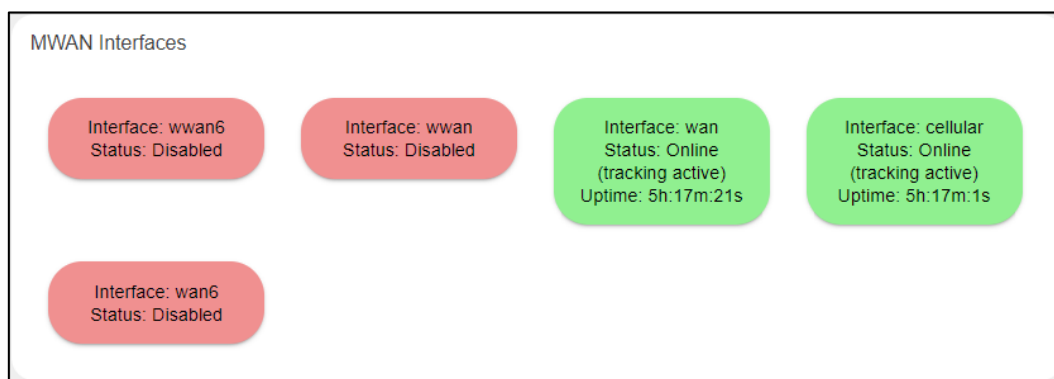 MWAN Interfaces
Interface: wwan6
Status: Disabled
Interface: wwan
Status: Disabled
Interface: wan
Status: Online
(tracking active)
Uptime: 5h:17m:21s
Interface: cellular
Status: Online
(tracking active)
Uptime: 5h:17m:1s
Interface: wan6
Status: Disabled